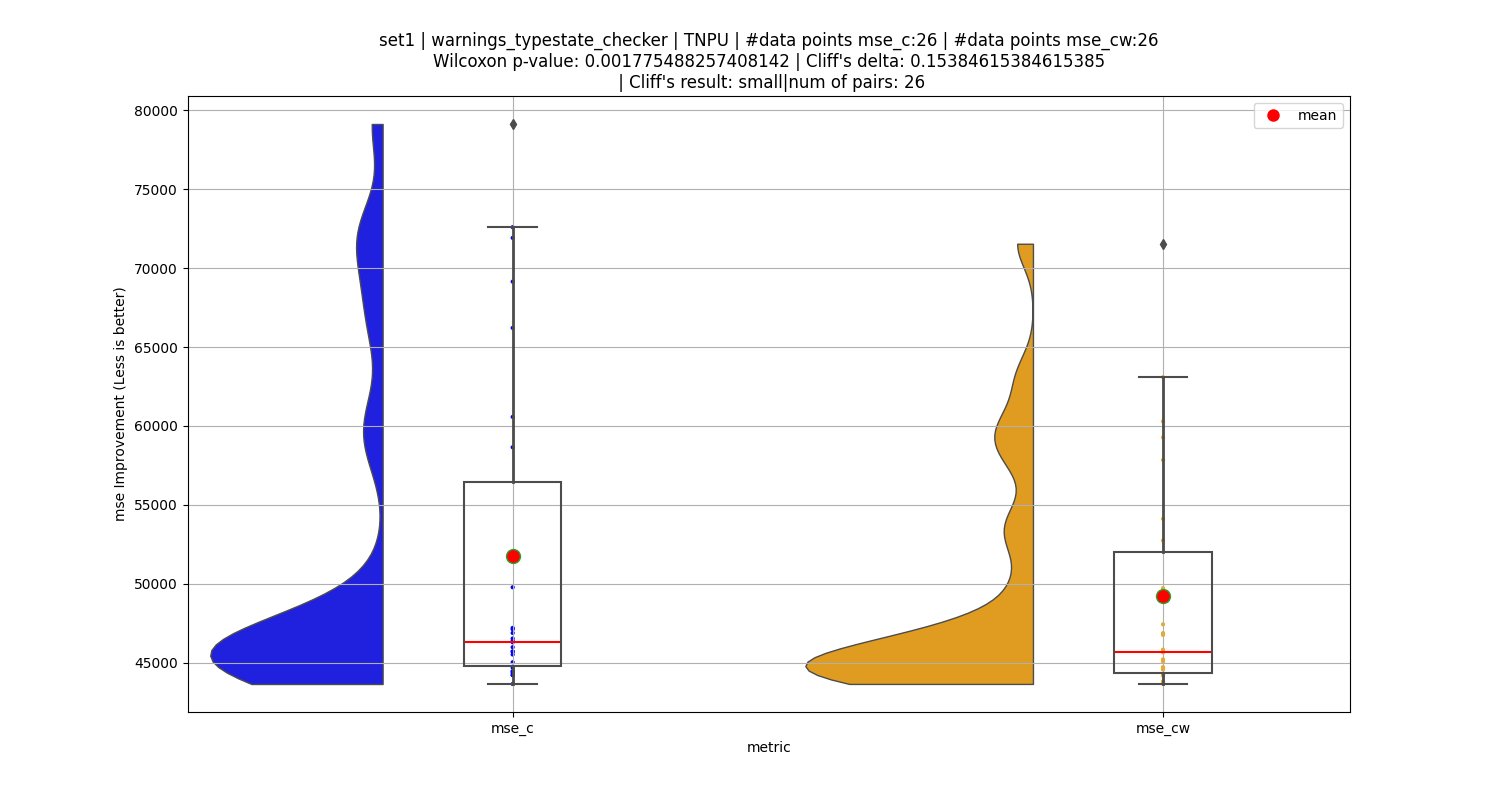 set1 | warnings_typestate_checker | TNPU | #data points mse_c:26 | #data points mse_cw:26
Wilcoxon p-value: 0.001775488257408142 | Cliff's delta: 0.15384615384615385
| Cliff's result: small|num of pairs: 26
mean
80000
75000
70000
65000
60000
55000
50000
45000
mse Improvement (Less is better)
mse_c
mse_cw
metric